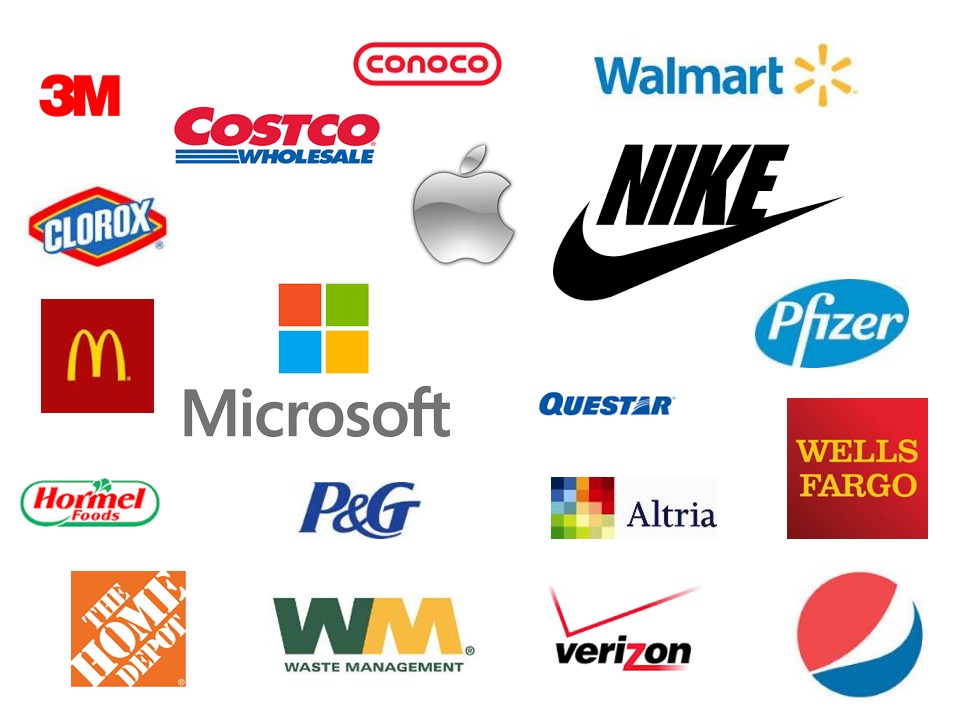 CONOCO
Walmart
3M
COSTCO
WHOLESALE
NIKE
CLOROX
Pfizer
M
Microsoft
QUESTAR
WELLS
FARGO
Hormel
Foods
P&G
Altria
THE
HOME
DEPOT
WM
WASTE MANAGEMENT
verizon